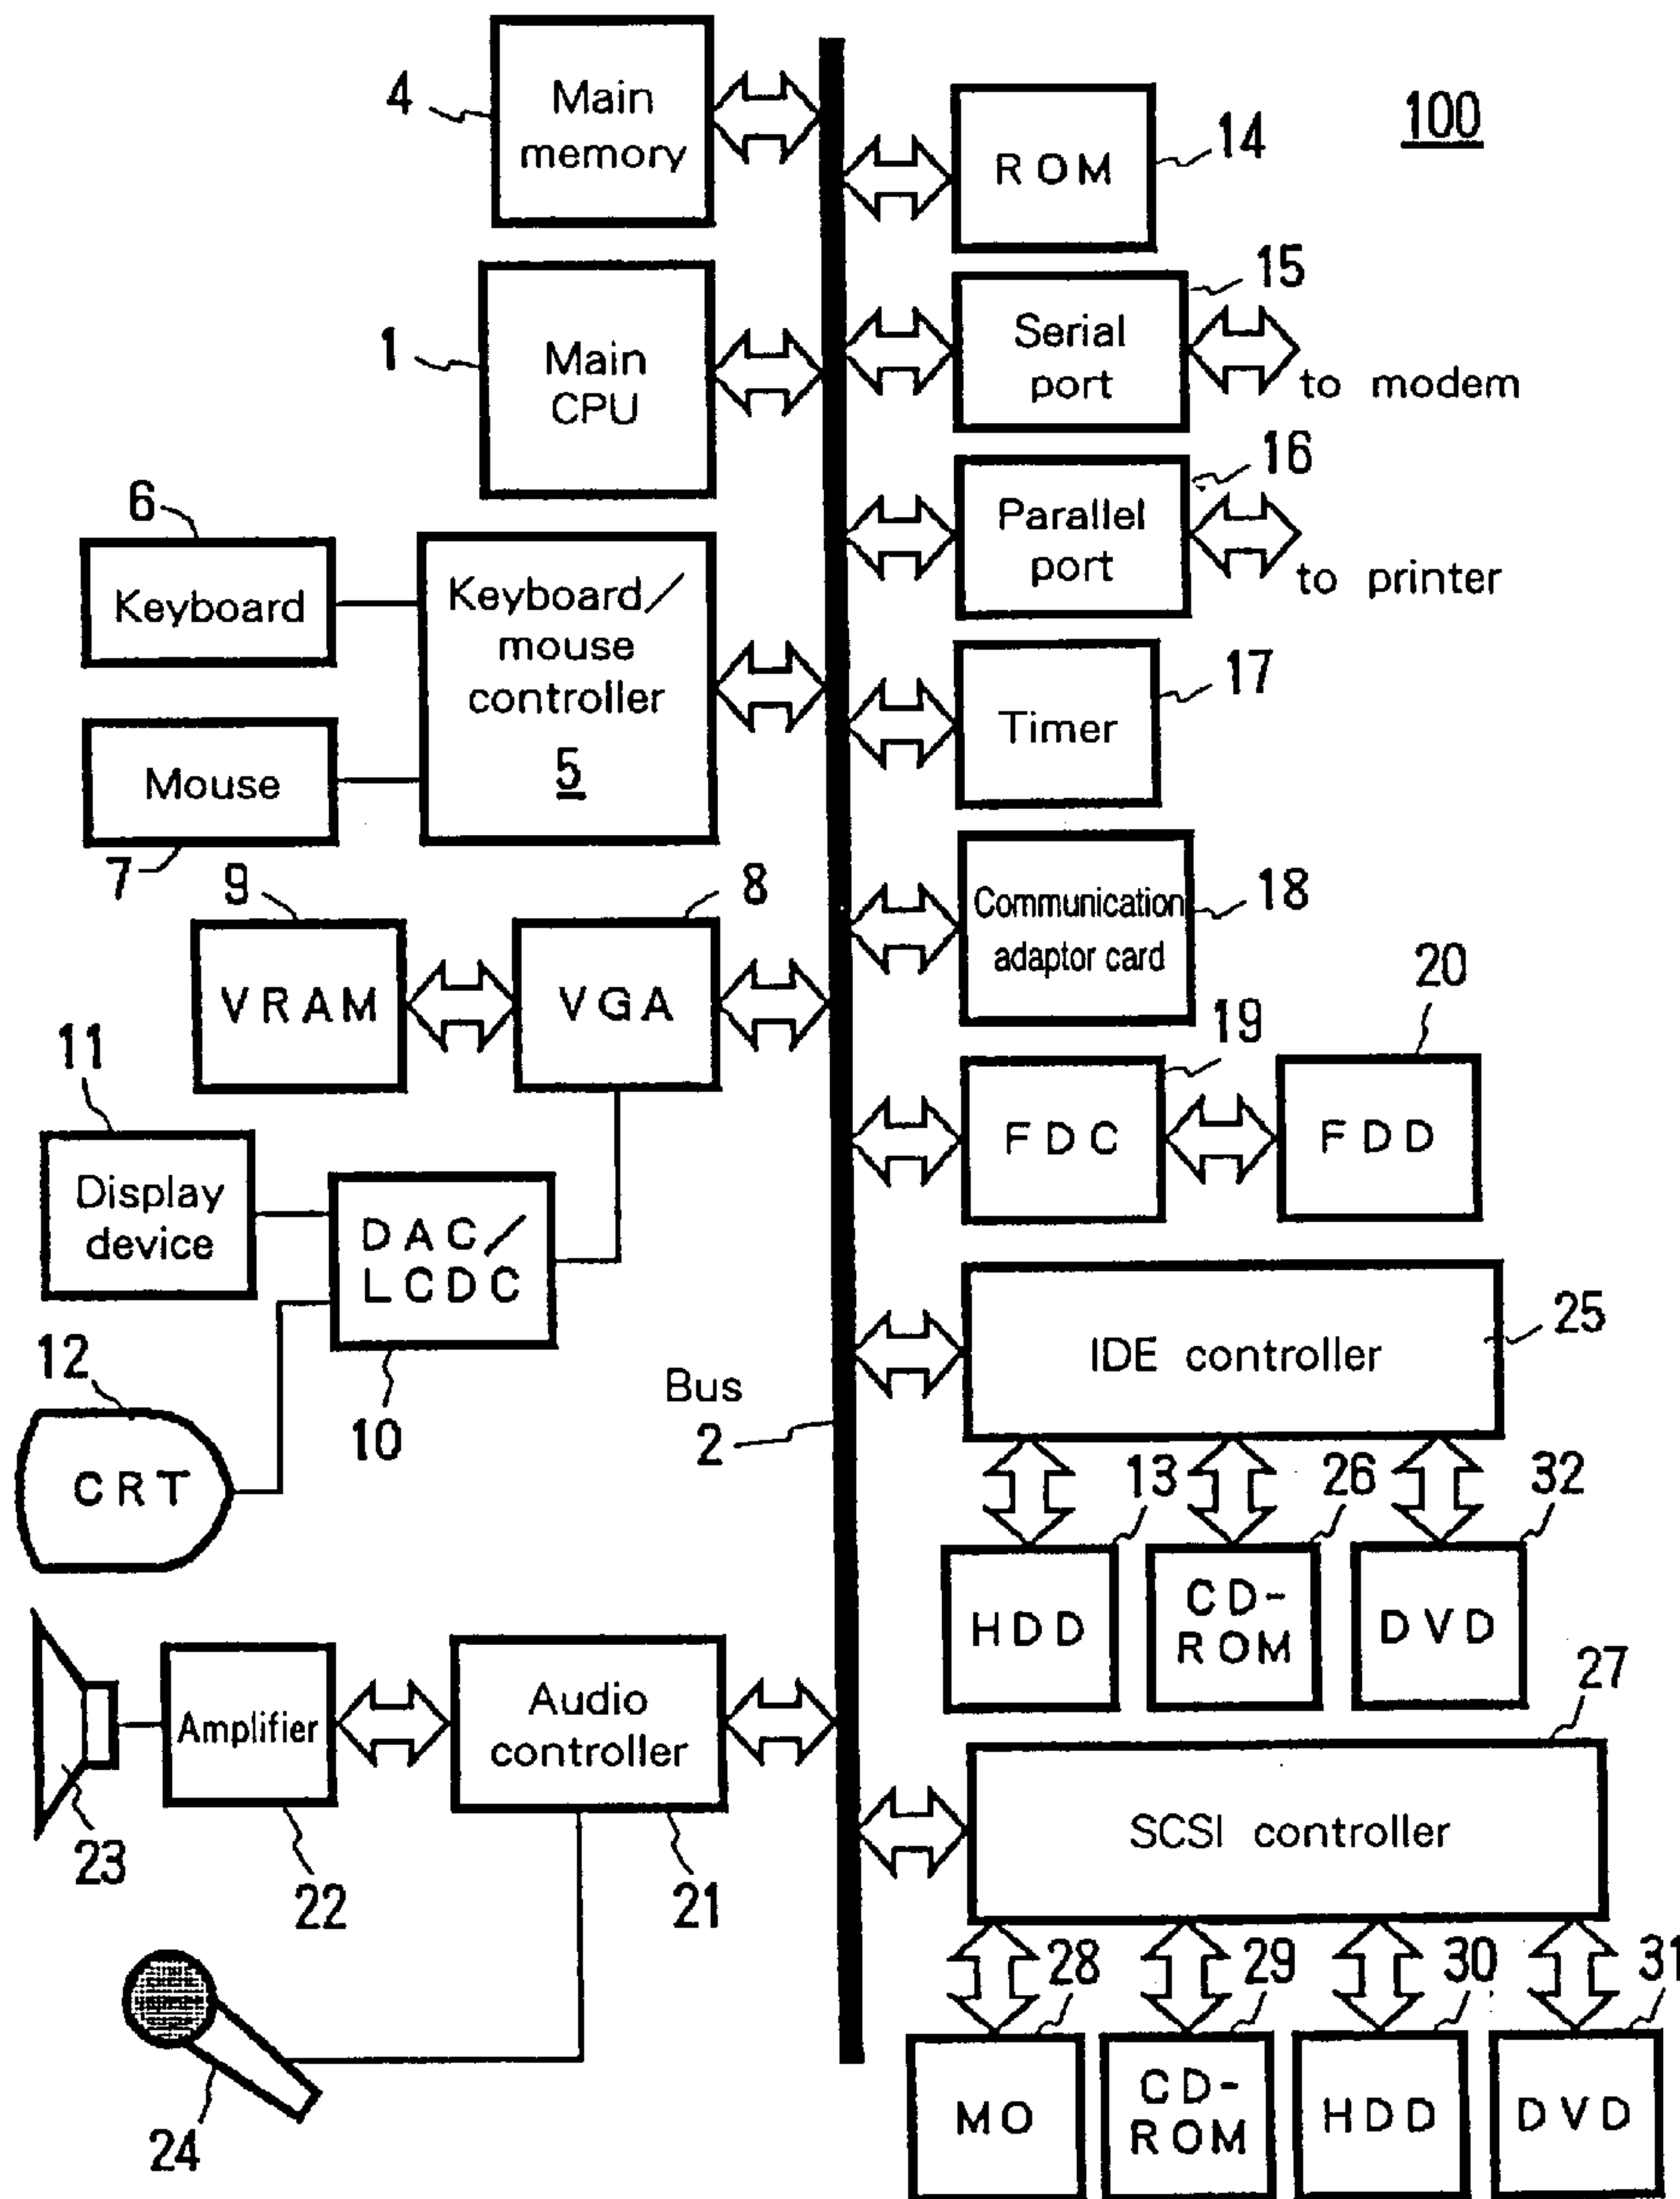 4
Main
memory
100
14
ROM
1
Main
CPU
15
Serial
port
to modem
16
Parallel
port
to printer
6
Keyboard
Keyboard/
mouse
controller
5
Mouse
7
17
Timer
9
VRAM
8
VGA
18
Communication
adaptor card
11
Display
device
DAC/
LCDC
10
19
FDC
20
FDD
12
CRT
Bus
2
IDE controller
25
13
HDD
26
CD-
ROM
32
DVD
23
Amplifier
22
Audio
controller
21
24
27
SCSI controller
28
MO
29
CD-
ROM
30
HDD
31
DVD